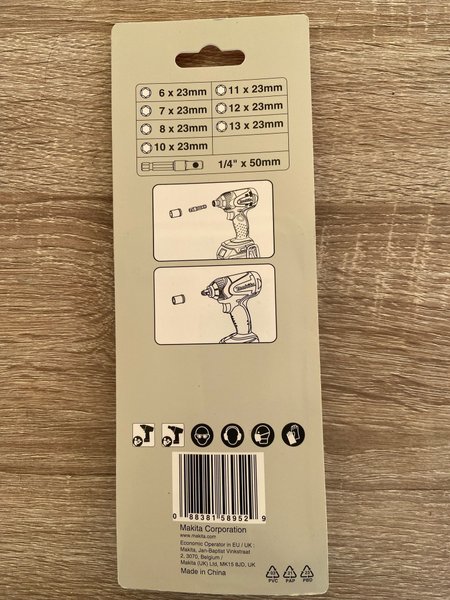 6 x 23mm 11 x 23mm
7 x 23mm 12 x 23mm
8 x 23mm 13 x 23mm
10 x 23mm
1/4" x 50mm
0 88381 58952 9
Makita Corporation
www.makita.com
Economic Operator in EU / UK :
Makita, Jan-Baptist Vinkstraat
2, 3070, Belgium /
Makita (UK) Ltd, MK15 8JD, UK
Made in China
PVC PAP PBD